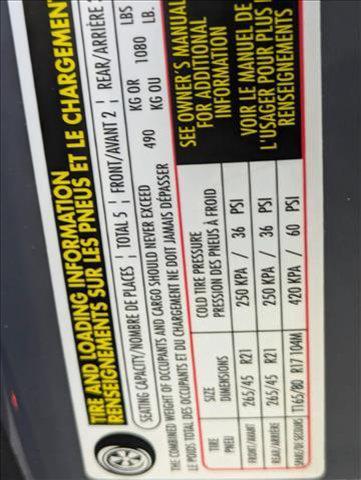 TIRE AND LOADING INFORMATION
RENSEIGNEMENTS SUR LES PNEUS ET LE CHARGEMENT
SEATING CAPACITY/NOMBRE DE PLACES | TOTAL 5 | FRONT/AVANT 2 | REAR/ARRIÈRE
THE COMBINED WEIGHT OF OCCUPANTS AND CARGO SHOULD NEVER EXCEED 490 KG OR 1080 LBS
LE POIDS TOTAL DES OCCUPANTS ET DU CHARGEMENT NE DOIT JAMAIS DÉPASSER 490 KG OU 1080 LB.
TIRE SIZE COLD TIRE PRESSURE
PNEU DIMENSIONS PRESSION DES PNEUS À FROID
FRONT/AVANT 265/45 R21 250 KPA / 36 PSI
REAR/ARRIÈRE 265/45 R21 250 KPA / 36 PSI
SPARE/DE SECOURS T165/80 R17 104M 420 KPA / 60 PSI
SEE OWNER'S MANUAL
FOR ADDITIONAL
INFORMATION
VOIR LE MANUEL DE
L'USAGER POUR PLUS
RENSEIGNEMENTS